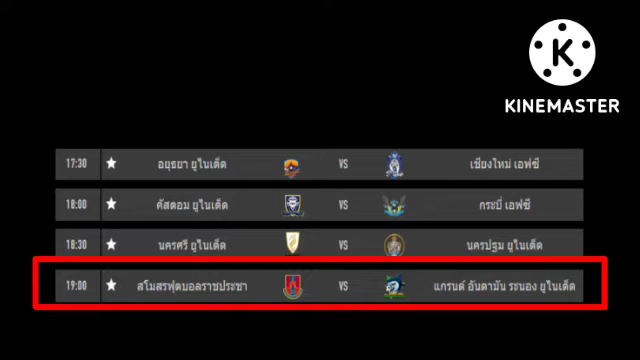 KINEMASTER
17:30 อยุธยา ยูไนเต็ด VS เชียงใหม่ เอฟซี
18:00 คัสตอม ยูไนเต็ด VS กระบี่ เอฟซี
18:30 นครศรี ยูไนเต็ด VS นครปฐม ยูไนเต็ด
19:00 สโมสรฟุตบอลราชประชา VS แกรนด์ อันดามัน ระนอง ยูไนเต็ด